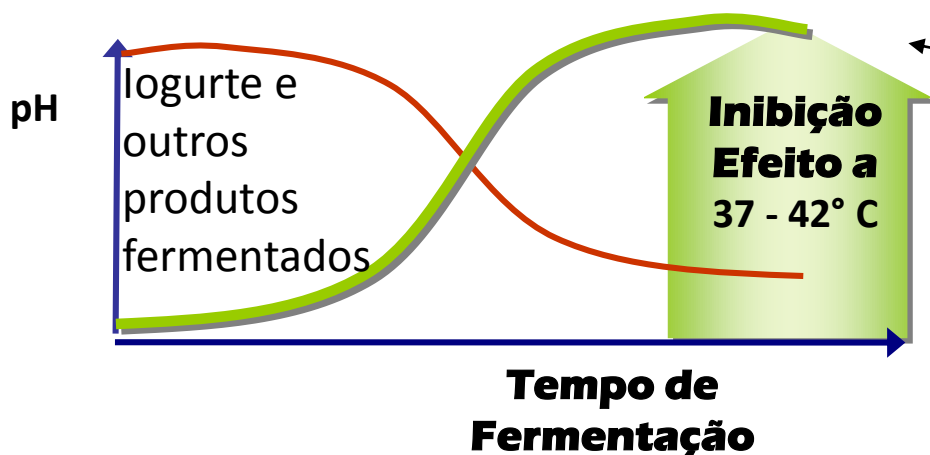 pH
Iogurte e
outros
produtos
fermentados
Inibição
Efeito a
37 - 42° C
Tempo de
Fermentação